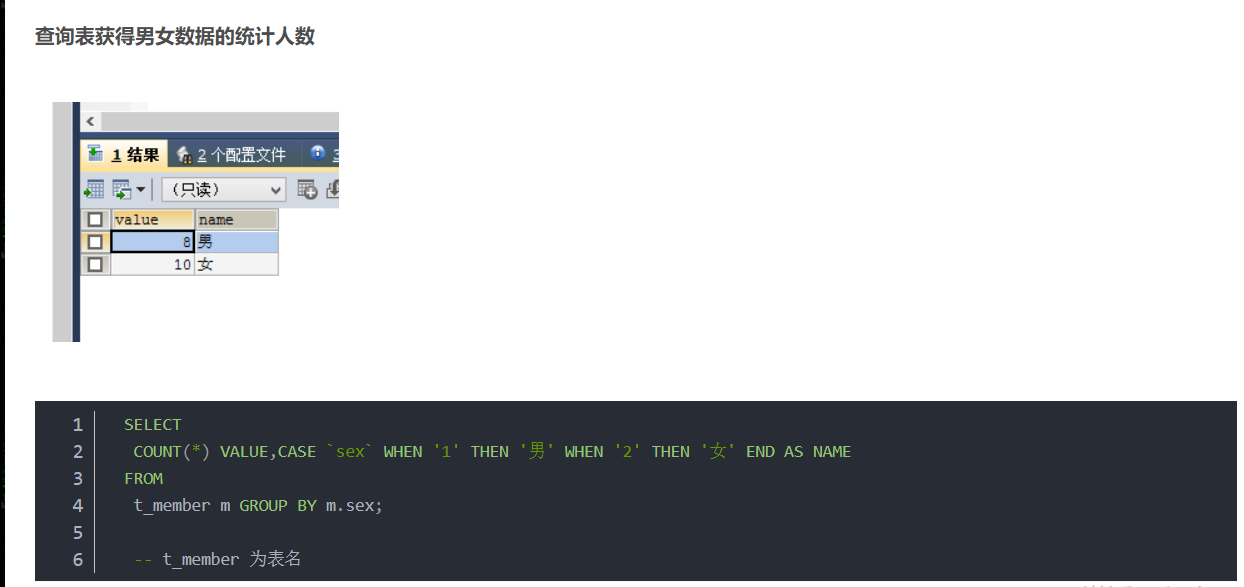 查询表获得男女数据的统计人数
1 结果 2 个配置文件 3
(只读)
value name
8 男
10 女
1 SELECT
2 COUNT(*) VALUE,CASE `sex` WHEN '1' THEN '男' WHEN '2' THEN '女' END AS NAME
3 FROM
4 t_member m GROUP BY m.sex;
5
6 -- t_member 为表名